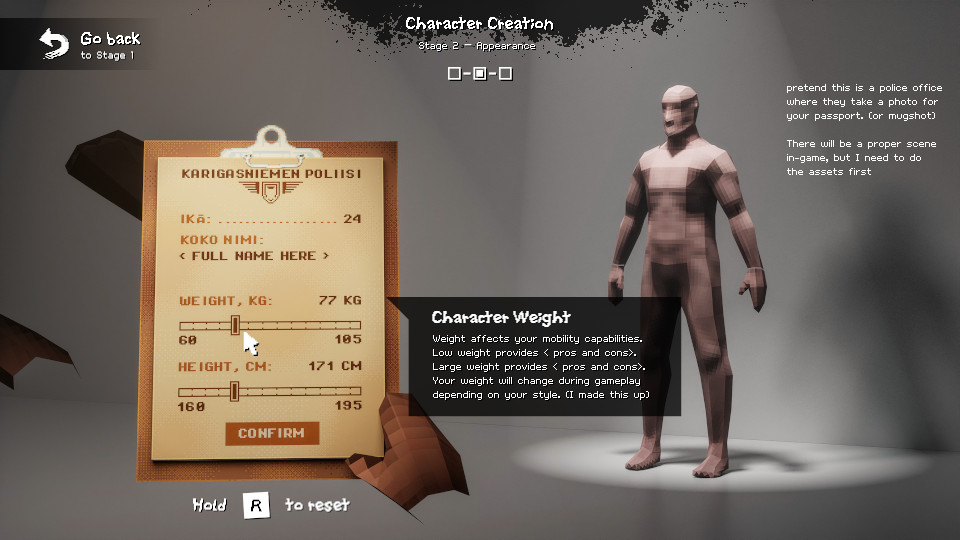 Go back
to Stage 1
Character Creation
Stage 2 — Appearance
pretend this is a police office
where they take a photo for
your passport. (or mugshot)
There will be a proper scene
in-game, but I need to do
the assets first
KARIGASNIEMEN POLIISI
IKä: .................. 24
KOKO NIMI:
< FULL NAME HERE >
WEIGHT, KG: 77 KG
60 105
HEIGHT, CM: 171 CM
160 195
CONFIRM
Character Weight
Weight affects your mobility capabilities.
Low weight provides < pros and cons>.
Large weight provides < pros and cons>.
Your weight will change during gameplay
depending on your style. (I made this up)
Hold R to reset